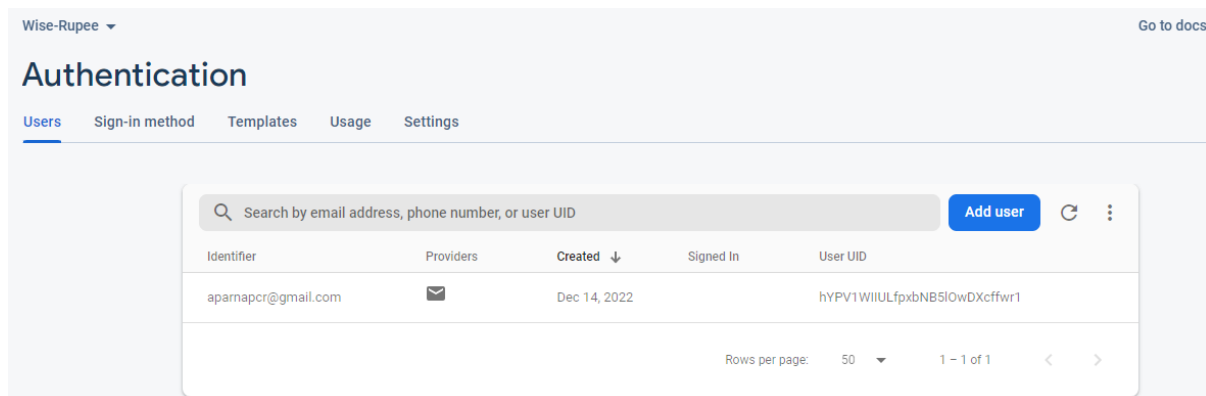 Wise-Rupee
Go to docs
Authentication
Users Sign-in method Templates Usage Settings
Search by email address, phone number, or user UID Add user
Identifier Providers Created Signed In User UID
aparnapcr@gmail.com Dec 14, 2022 hYPV1WIIULfpxbNB5lOwDXcffwr1
Rows per page: 50 1 – 1 of 1